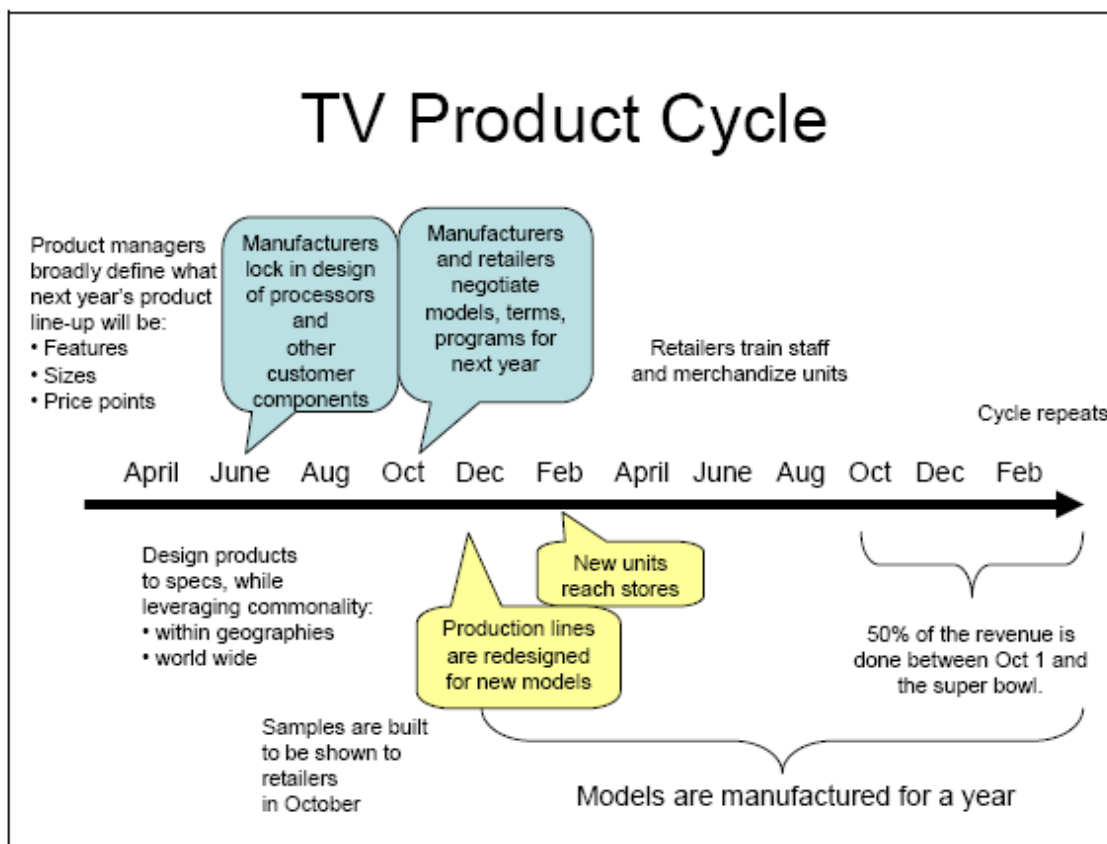 TV Product Cycle
Product managers
broadly define what
next year's product
line-up will be:
• Features
• Sizes
• Price points
Manufacturers
lock in design
of processors
and
other
customer
components
Manufacturers
and retailers
negotiate
models, terms,
programs for
next year
Retailers train staff
and merchandize units
Cycle repeats
April June Aug Oct Dec Feb April June Aug Oct Dec Feb
Design products
to specs, while
leveraging commonality:
• within geographies
• world wide
New units
reach stores
Production lines
are redesigned
for new models
50% of the revenue is
done between Oct 1 and
the super bowl.
Samples are built
to be shown to
retailers
in October
Models are manufactured for a year